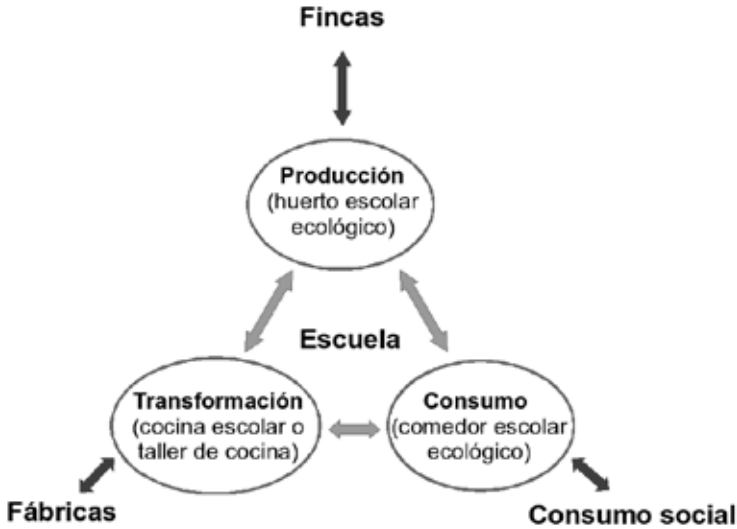 Fincas
Producción
(huerto escolar
ecológico)
Escuela
Transformación
(cocina escolar o
taller de cocina)
Consumo
(comedor escolar
ecológico)
Fábricas
Consumo social